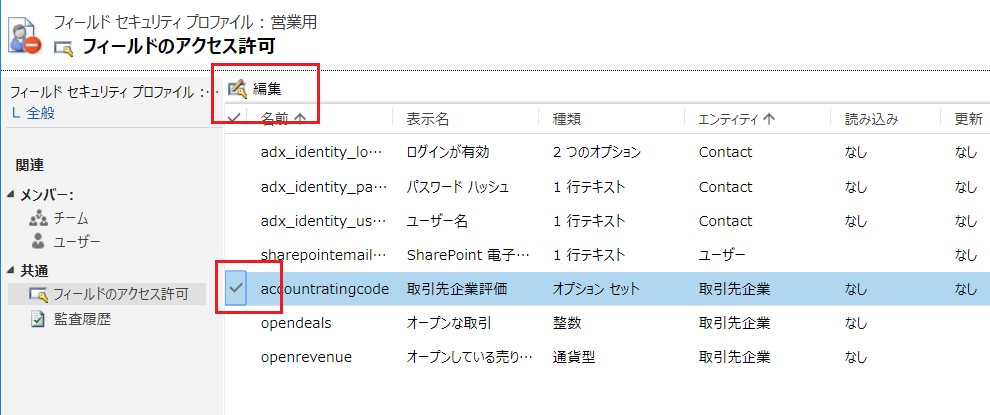 フィールド セキュリティ プロファイル : 営業用
フィールドのアクセス許可
フィールド セキュリティ プロファイル :…
L 全般
関連
メンバー:
チーム
ユーザー
共通
フィールドのアクセス許可
監査履歴
編集
名前 ↑ 表示名 種類 エンティティ ↑ 読み込み 更新
adx_identity_lo… ログインが有効 2 つのオプション Contact なし なし
adx_identity_pa… パスワード ハッシュ 1 行テキスト Contact なし なし
adx_identity_us… ユーザー名 1 行テキスト Contact なし なし
sharepointemail… SharePoint 電子… 1 行テキスト ユーザー なし
accountratingcode 取引先企業評価 オプション セット 取引先企業 なし なし
opendeals オープンな取引 整数 取引先企業 なし
openrevenue オープンしている売り… 通貨型 取引先企業 なし